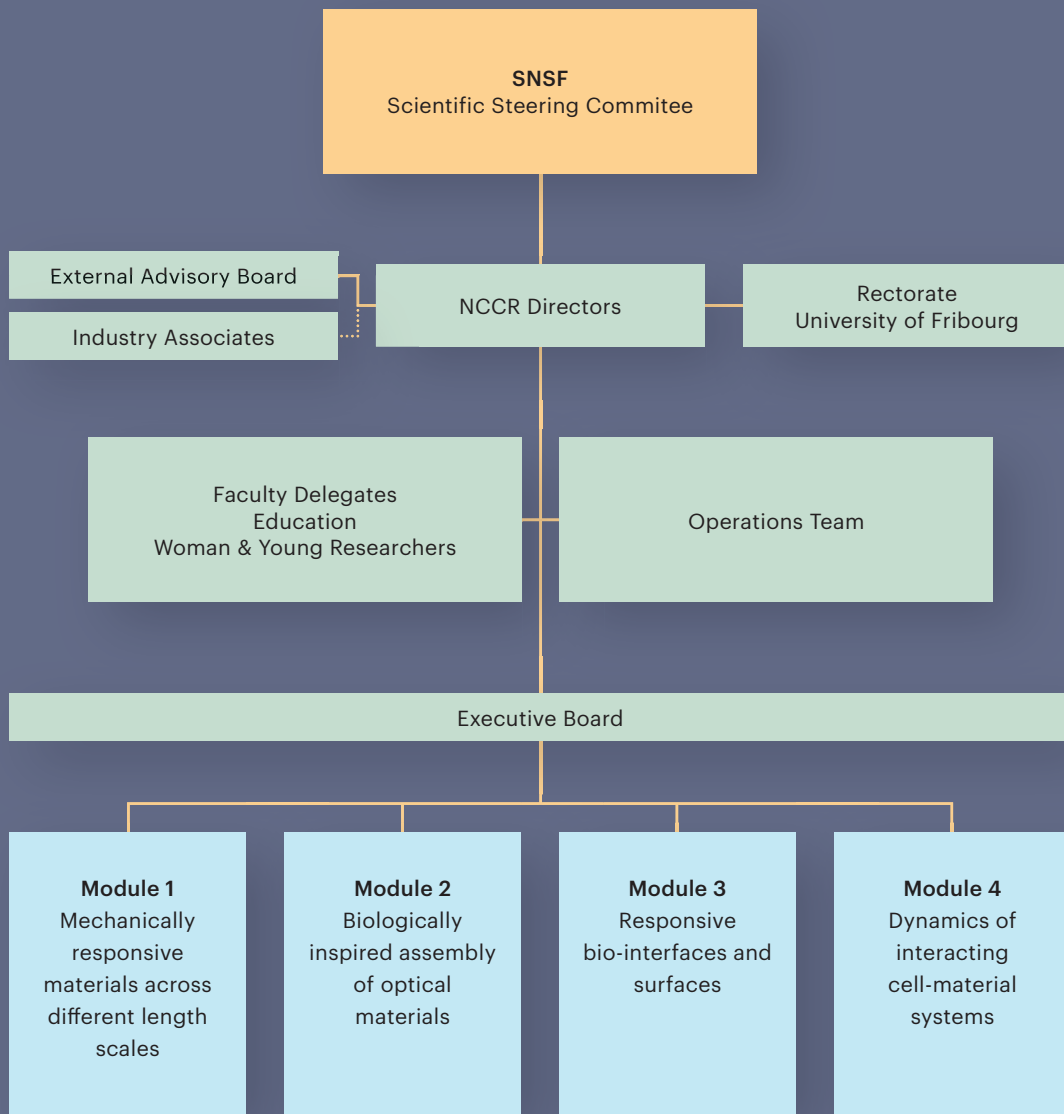 SNSF
Scientific Steering Commitee
External Advisory Board
Industry Associates
NCCR Directors
Rectorate
University of Fribourg
Faculty Delegates
Education
Woman & Young Researchers
Operations Team
Executive Board
Module 1
Mechanically
responsive
materials across
different length
scales
Module 2
Biologically
inspired assembly
of optical
materials
Module 3
Responsive
bio-interfaces and
surfaces
Module 4
Dynamics of
interacting
cell-material
systems